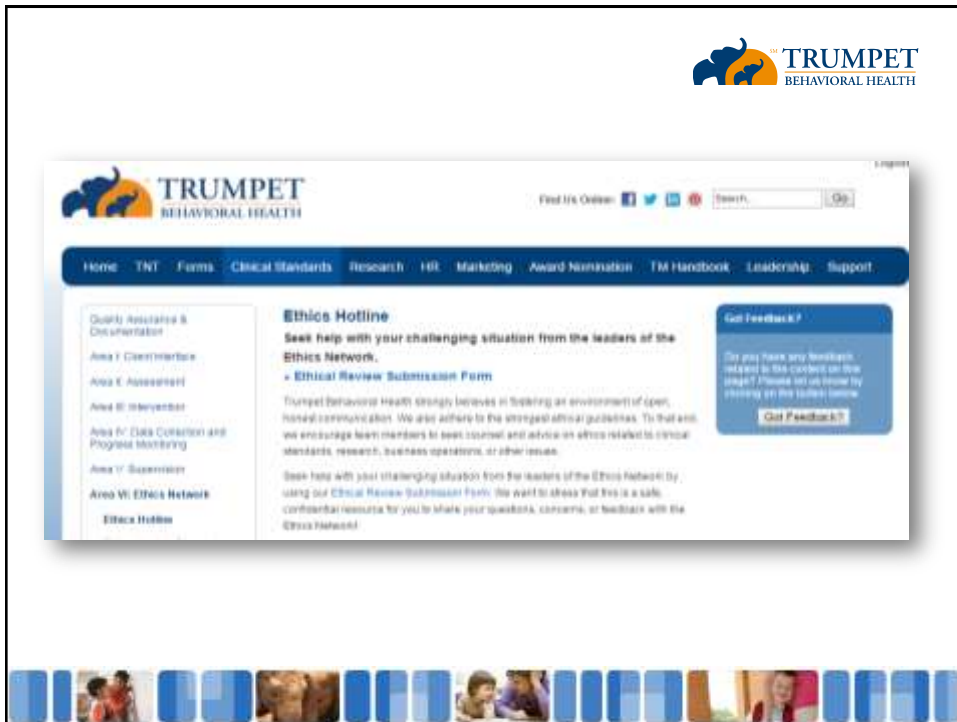 TRUMPET
BEHAVIORAL HEALTH
Logout
TRUMPET
BEHAVIORAL HEALTH
Find Us Online:
Search...
Go
Home TNT Forms Clinical Standards Research HR Marketing Award Nomination TM Handbook Leadership Support
Quality Assurance &
Documentation
Area I: Client Interface
Area II: Assessment
Area III: Intervention
Area IV: Data Collection and
Progress Monitoring
Area V: Supervision
Area VI: Ethics Network
Ethics Hotline
Ethics Hotline
Seek help with your challenging situation from the leaders of the
Ethics Network.
» Ethical Review Submission Form
Trumpet Behavioral Health strongly believes in fostering an environment of open,
honest communication. We also adhere to the strongest ethical guidelines. To that end,
we encourage team members to seek counsel and advice on ethics related to clinical
standards, research, business operations, or other issues.
Seek help with your challenging situation from the leaders of the Ethics Network by
using our Ethical Review Submission Form. We want to stress that this is a safe,
confidential resource for you to share your questions, concerns, or feedback with the
Ethics Network!
Got Feedback?
Do you have any feedback
related to the content on this
page? Please let us know by
clicking on the button below.
Got Feedback?